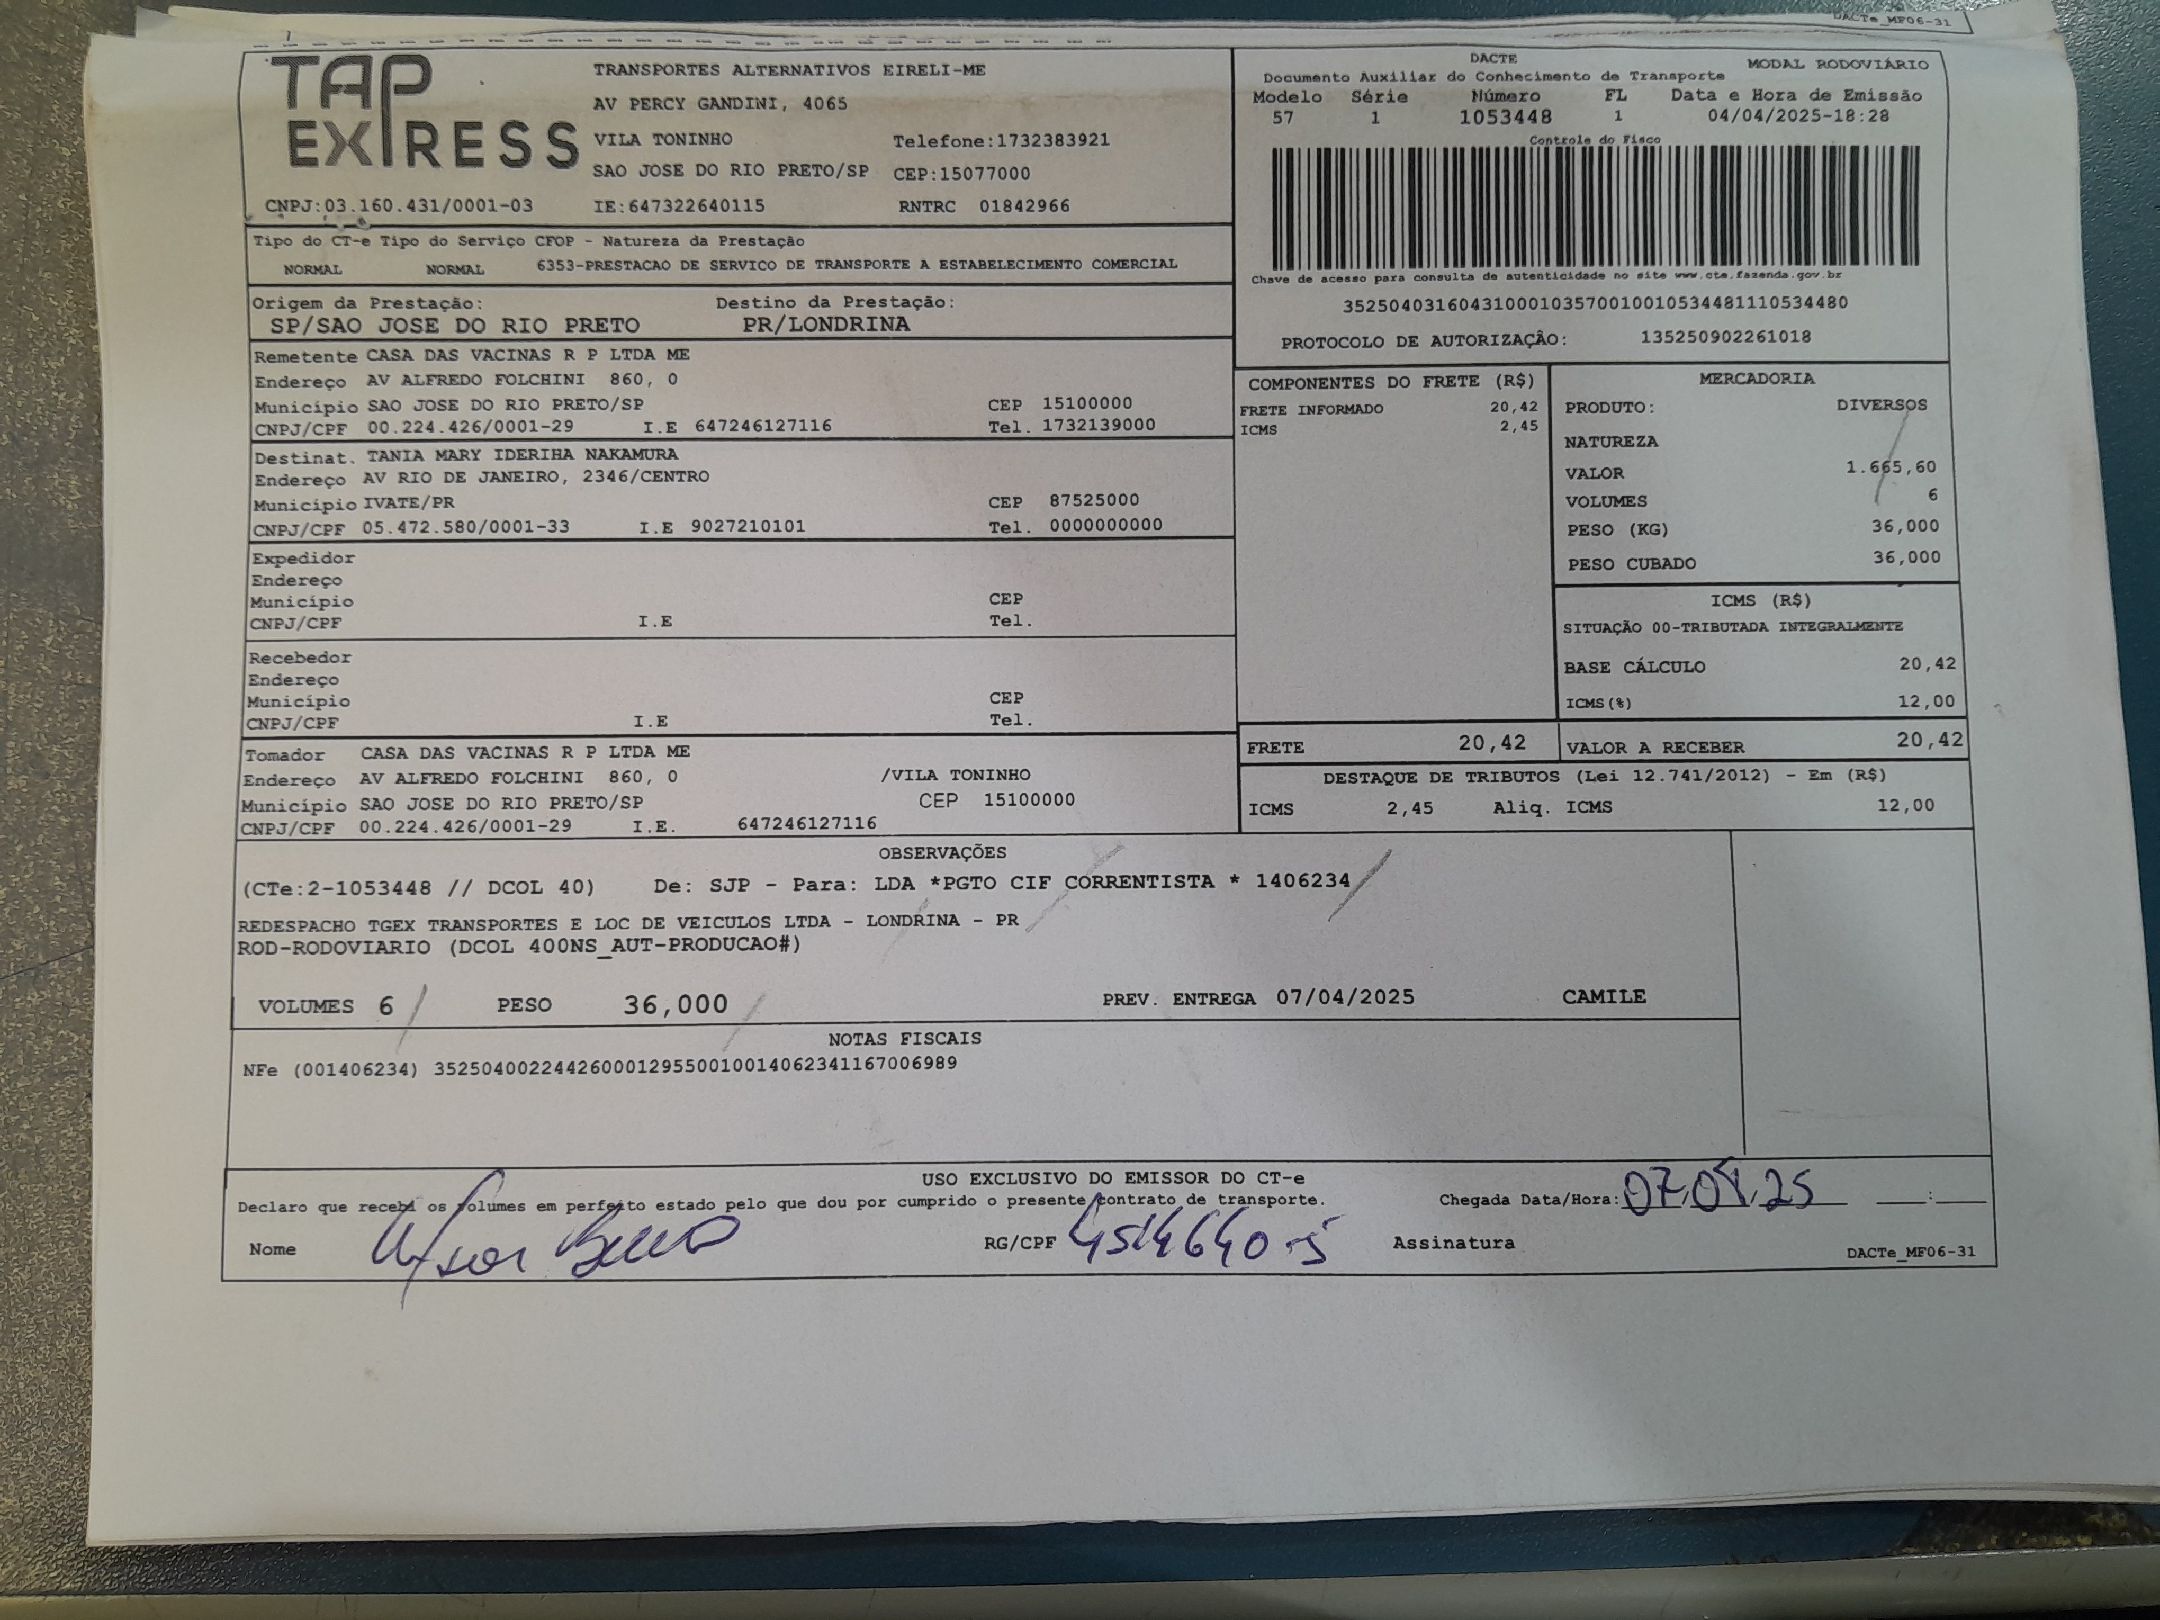 DACTe_MF06-31
TAP EXPRESS
TRANSPORTES ALTERNATIVOS EIRELI-ME
AV PERCY GANDINI, 4065
VILA TONINHO Telefone:1732383921
SAO JOSE DO RIO PRETO/SP CEP:15077000
CNPJ:03.160.431/0001-03 IE:647322640115 RNTRC 01842966
DACTE MODAL RODOVIÁRIO
Documento Auxiliar do Conhecimento de Transporte
Modelo Série Número FL Data e Hora de Emissão
57 1 1053448 1 04/04/2025-18:28
Controle do Fisco
Chave de acesso para consulta de autenticidade no site www.cte.fazenda.gov.br
35250403160431000103570010010534481110534480
PROTOCOLO DE AUTORIZAÇÃO: 135250902261018
Tipo do CT-e Tipo do Serviço CFOP - Natureza da Prestação
NORMAL NORMAL 6353-PRESTACAO DE SERVICO DE TRANSPORTE A ESTABELECIMENTO COMERCIAL
Origem da Prestação: Destino da Prestação:
SP/SAO JOSE DO RIO PRETO PR/LONDRINA
Remetente CASA DAS VACINAS R P LTDA ME
Endereço AV ALFREDO FOLCHINI 860, 0
Município SAO JOSE DO RIO PRETO/SP CEP 15100000
CNPJ/CPF 00.224.426/0001-29 I.E 647246127116 Tel. 1732139000
Destinat. TANIA MARY IDERIHA NAKAMURA
Endereço AV RIO DE JANEIRO, 2346/CENTRO
Município IVATE/PR CEP 87525000
CNPJ/CPF 05.472.580/0001-33 I.E 9027210101 Tel. 0000000000
Expedidor
Endereço
Município CEP
CNPJ/CPF I.E Tel.
Recebedor
Endereço
Município CEP
CNPJ/CPF I.E Tel.
Tomador CASA DAS VACINAS R P LTDA ME
Endereço AV ALFREDO FOLCHINI 860, 0 /VILA TONINHO
Município SAO JOSE DO RIO PRETO/SP CEP 15100000
CNPJ/CPF 00.224.426/0001-29 I.E. 647246127116
COMPONENTES DO FRETE (R$)
FRETE INFORMADO 20,42
ICMS 2,45
MERCADORIA
PRODUTO: DIVERSOS
NATUREZA
VALOR 1.665,60
VOLUMES 6
PESO (KG) 36,000
PESO CUBADO 36,000
ICMS (R$)
SITUAÇÃO 00-TRIBUTADA INTEGRALMENTE
BASE CÁLCULO 20,42
ICMS(%) 12,00
FRETE 20,42 VALOR A RECEBER 20,42
DESTAQUE DE TRIBUTOS (Lei 12.741/2012) - Em (R$)
ICMS 2,45 Aliq. ICMS 12,00
OBSERVAÇÕES
(CTe:2-1053448 // DCOL 40) De: SJP - Para: LDA *PGTO CIF CORRENTISTA * 1406234
REDESPACHO TGEX TRANSPORTES E LOC DE VEICULOS LTDA - LONDRINA - PR
ROD-RODOVIARIO (DCOL 400NS_AUT-PRODUCAO#)
VOLUMES 6 PESO 36,000 PREV. ENTREGA 07/04/2025 CAMILE
NOTAS FISCAIS
NFe (001406234) 35250400224426000129550010014062341167006989
USO EXCLUSIVO DO EMISSOR DO CT-e
Declaro que recebi os volumes em perfeito estado pelo que dou por cumprido o presente contrato de transporte. Chegada Data/Hora: 07.04.25 :
Nome RG/CPF 4514640-5 Assinatura
DACTe_MF06-31